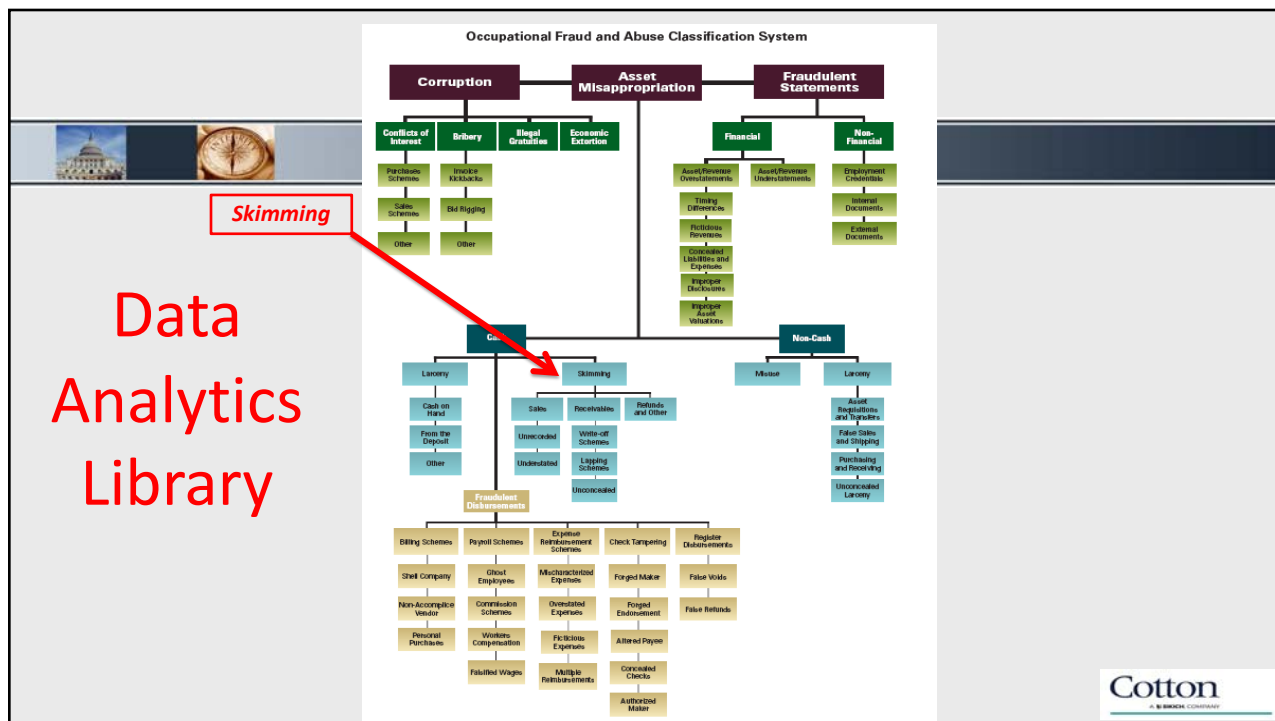 Occupational Fraud and Abuse Classification System
Corruption
Asset
Misappropriation
Fraudulent
Statements
Conflicts of
Interest
Bribery
Illegal
Gratuities
Economic
Extortion
Financial
Non-
Financial
Purchases
Schemes
Invoice
Kickbacks
Asset/Revenue
Overstatements
Asset/Revenue
Understatements
Employment
Credentials
Sales
Schemes
Bid Rigging
Timing
Differences
Internal
Documents
Other
Other
Ficticious
Revenues
External
Documents
Concealed
Liabilities and
Expenses
Improper
Disclosures
Improper
Asset
Valuations
Skimming
Data
Analytics
Library
Non-Cash
Larceny
Skimming
Misuse
Larceny
Cash on
Hand
Sales
Receivables
Refunds
and Other
Asset
Requisitions
and Transfers
From the
Deposit
Unrecorded
Write-off
Schemes
False Sales
and Shipping
Other
Understated
Lapping
Schemes
Purchasing
and Receiving
Unconcealed
Unconcealed
Larceny
Fraudulent
Disbursements
Billing Schemes
Payroll Schemes
Expense
Reimbursement
Schemes
Check Tampering
Register
Disbursements
Shell Company
Ghost
Employees
Mischaracterized
Expenses
Forged Maker
False Voids
Non-Accomplice
Vendor
Commission
Schemes
Overstated
Expenses
Forged
Endorsement
False Refunds
Personal
Purchases
Workers
Compensation
Ficticious
Expenses
Altered Payee
Falsified Wages
Multiple
Reimbursements
Concealed
Checks
Authorized
Maker
Cotton